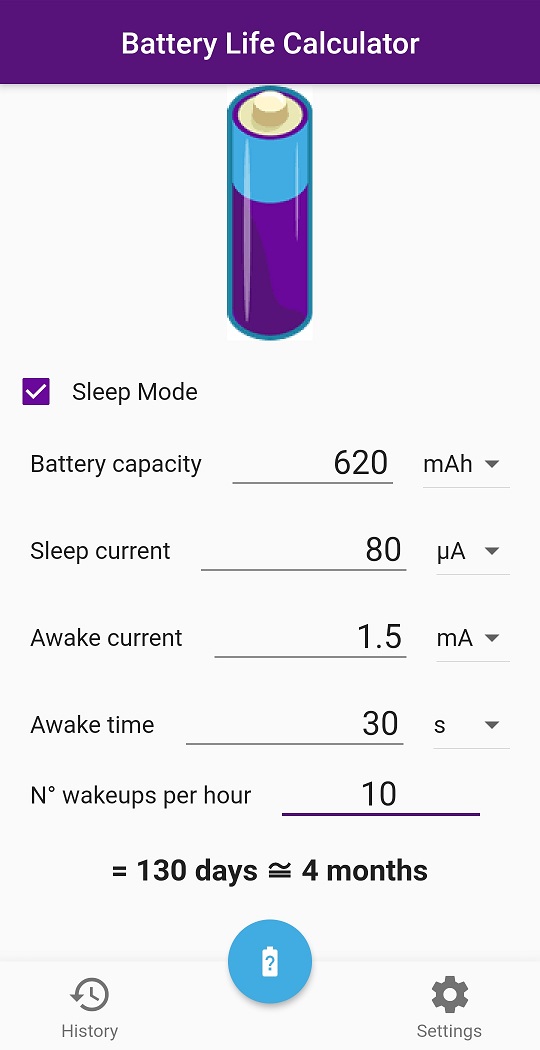 Battery Life Calculator
Sleep Mode
Battery capacity 620 mAh
Sleep current 80 µA
Awake current 1.5 mA
Awake time 30 s
N° wakeups per hour 10
= 130 days ≅ 4 months
?
History Settings